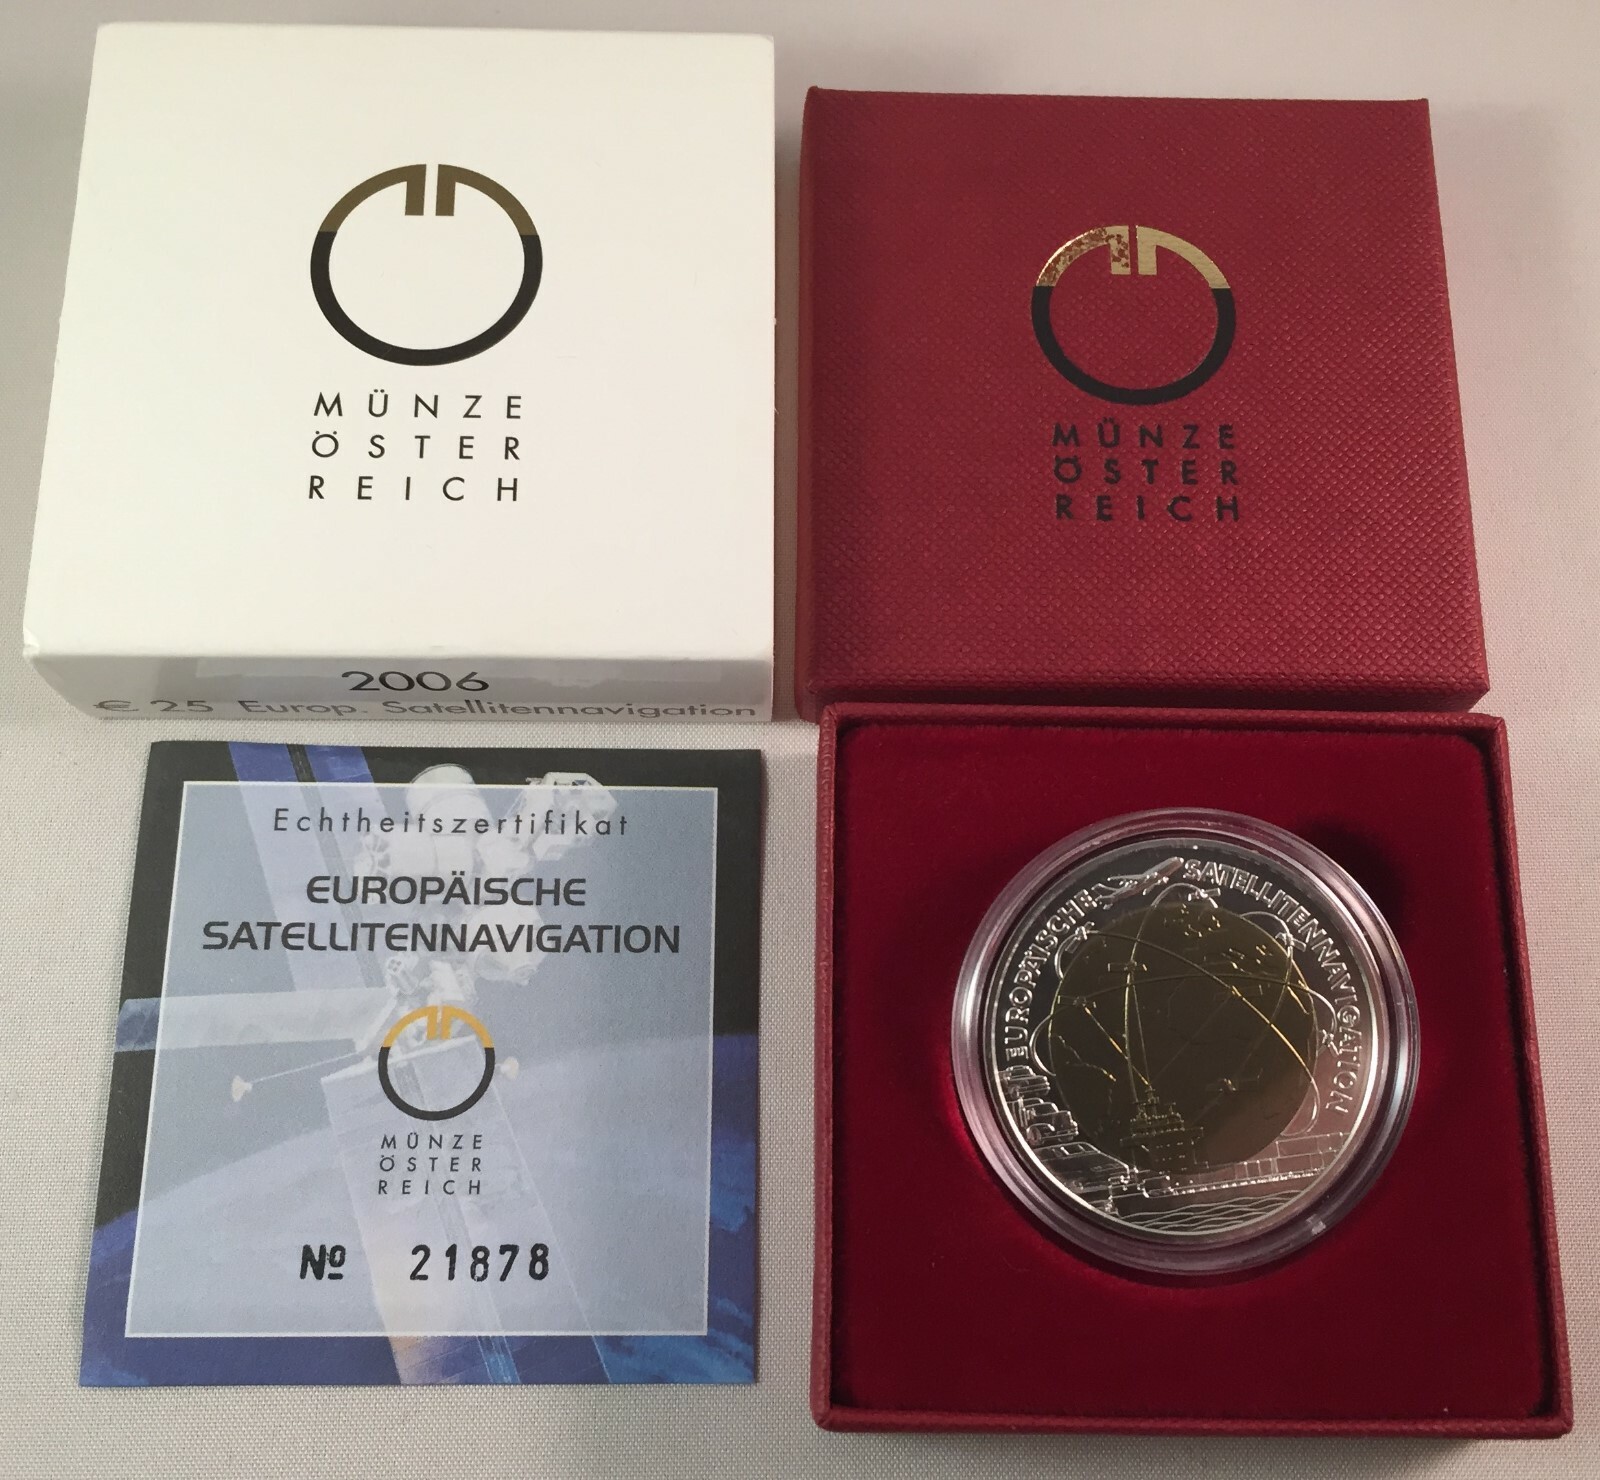 MÜNZE
ÖSTER
REICH
2006
€ 25 Europ. Satellitennavigation
MÜNZE
ÖSTER
REICH
Echtheitszertifikat
EUROPÄISCHE
SATELLITENNAVIGATION
MÜNZE
ÖSTER
REICH
Nº 21878
EUROPÄISCHE SATELLITENNAVIGATION